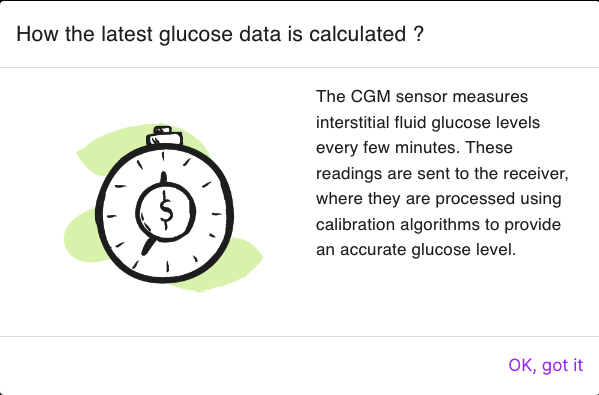 How the latest glucose data is calculated ?
The CGM sensor measures
interstitial fluid glucose levels
every few minutes. These
readings are sent to the receiver,
where they are processed using
calibration algorithms to provide
an accurate glucose level.
$
OK, got it